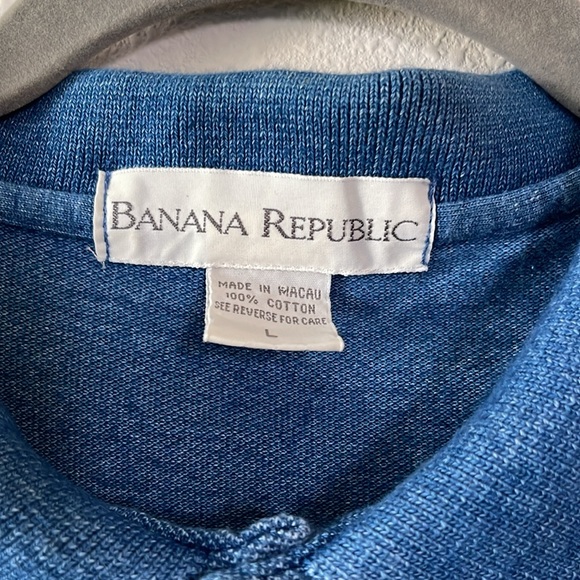 BANANA REPUBLIC
MADE IN MACAU
100% COTTON
SEE REVERSE FOR CARE
L